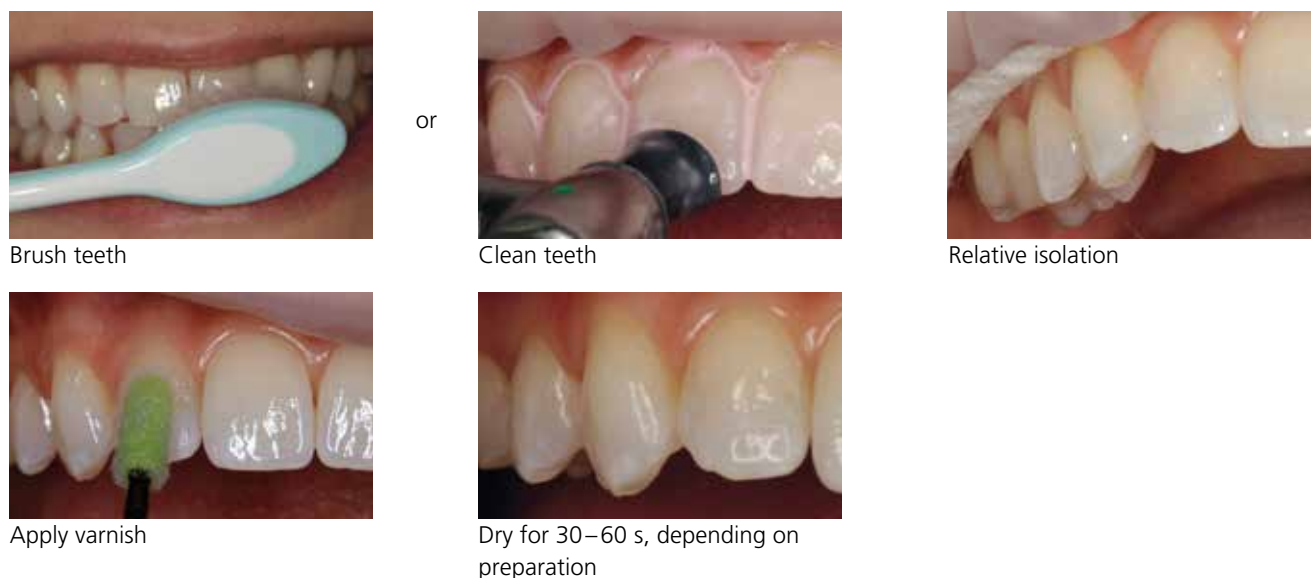 or
Brush teeth
Clean teeth
Relative isolation
Apply varnish
Dry for 30–60 s, depending on
preparation